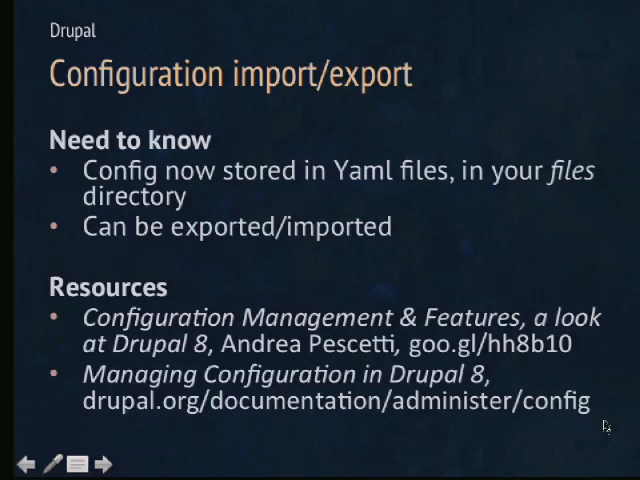 Drupal
Configuration import/export
Need to know
• Config now stored in Yaml files, in your files
directory
• Can be exported/imported
Resources
• Configuration Management & Features, a look
at Drupal 8, Andrea Pescetti, goo.gl/hh8b10
• Managing Configuration in Drupal 8,
drupal.org/documentation/administer/config